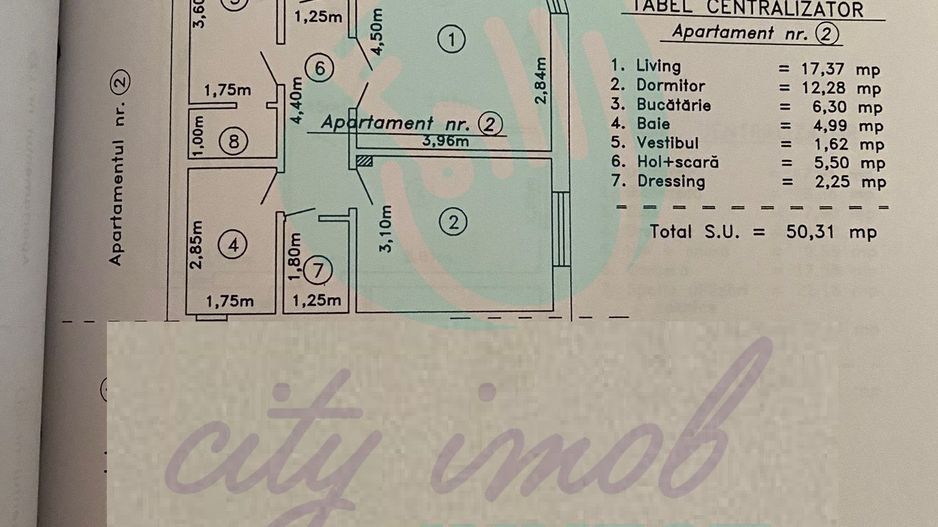 TABEL CENTRALIZATOR
Apartament nr. 2
1. Living = 17,37 mp
2. Dormitor = 12,28 mp
3. Bucătărie = 6,30 mp
4. Baie = 4,99 mp
5. Vestibul = 1,62 mp
6. Hol+scară = 5,50 mp
7. Dressing = 2,25 mp
Total S.U. = 50,31 mp
Apartamentul nr. 2
1,25m
4,50m
1
6
2,84m
1,75m
4,40m
Apartament nr. 2
3,96m
1,00m
8
2,85m
4
1,80m
7
3,10m
2
1,75m
1,25m
city imob